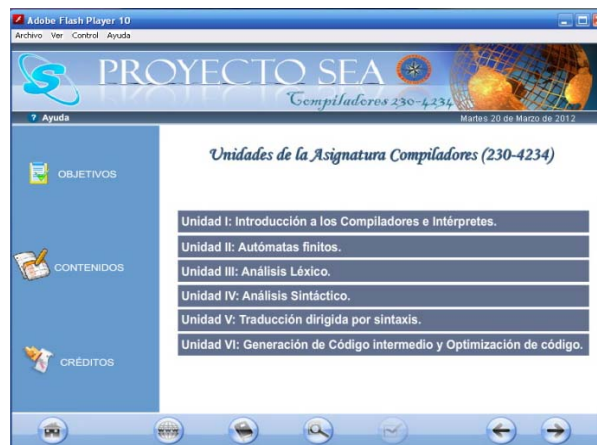 Adobe Flash Player 10
Archivo Ver Control Ayuda
PROYECTO SEA
Compiladores 230-4234
? Ayuda
Martes 20 de Marzo de 2012
Unidades de la Asignatura Compiladores (230-4234)
OBJETIVOS
CONTENIDOS
CRÉDITOS
Unidad I: Introducción a los Compiladores e Intérpretes.
Unidad II: Autómatas finitos.
Unidad III: Análisis Léxico.
Unidad IV: Análisis Sintáctico.
Unidad V: Traducción dirigida por sintaxis.
Unidad VI: Generación de Código intermedio y Optimización de código.